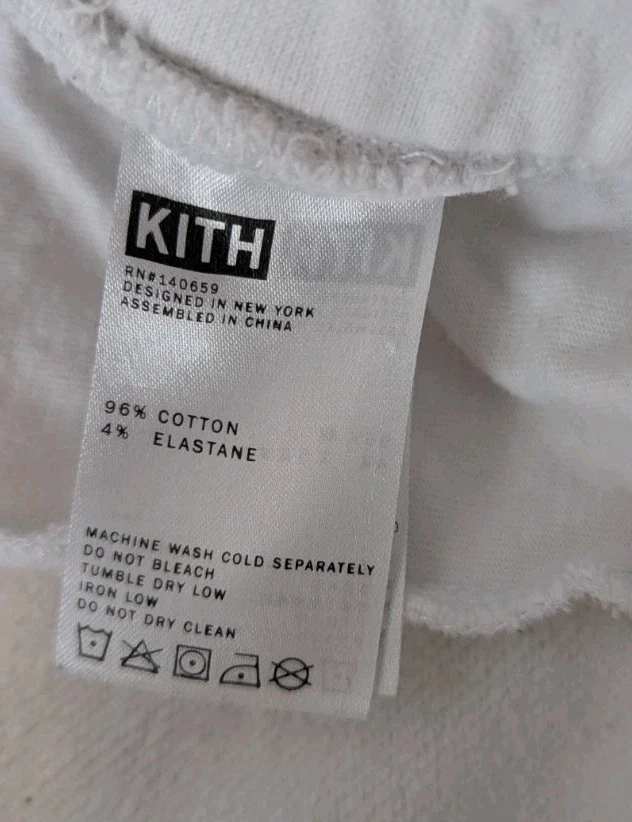 KITH
RN#140659
DESIGNED IN NEW YORK
ASSEMBLED IN CHINA
96% COTTON
4% ELASTANE
MACHINE WASH COLD SEPARATELY
DO NOT BLEACH
TUMBLE DRY LOW
IRON LOW
DO NOT DRY CLEAN